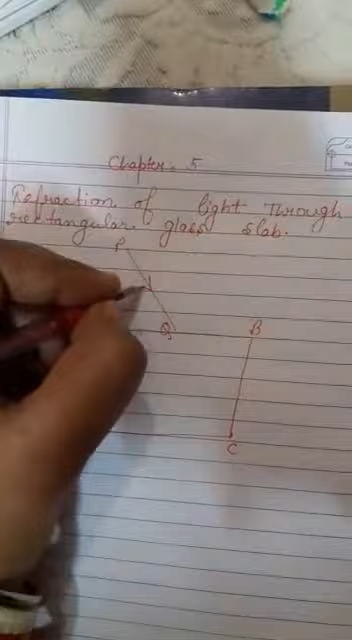 Chapter. 5
Refraction of light Through
rectangular glass slab.
P
Q
B
C